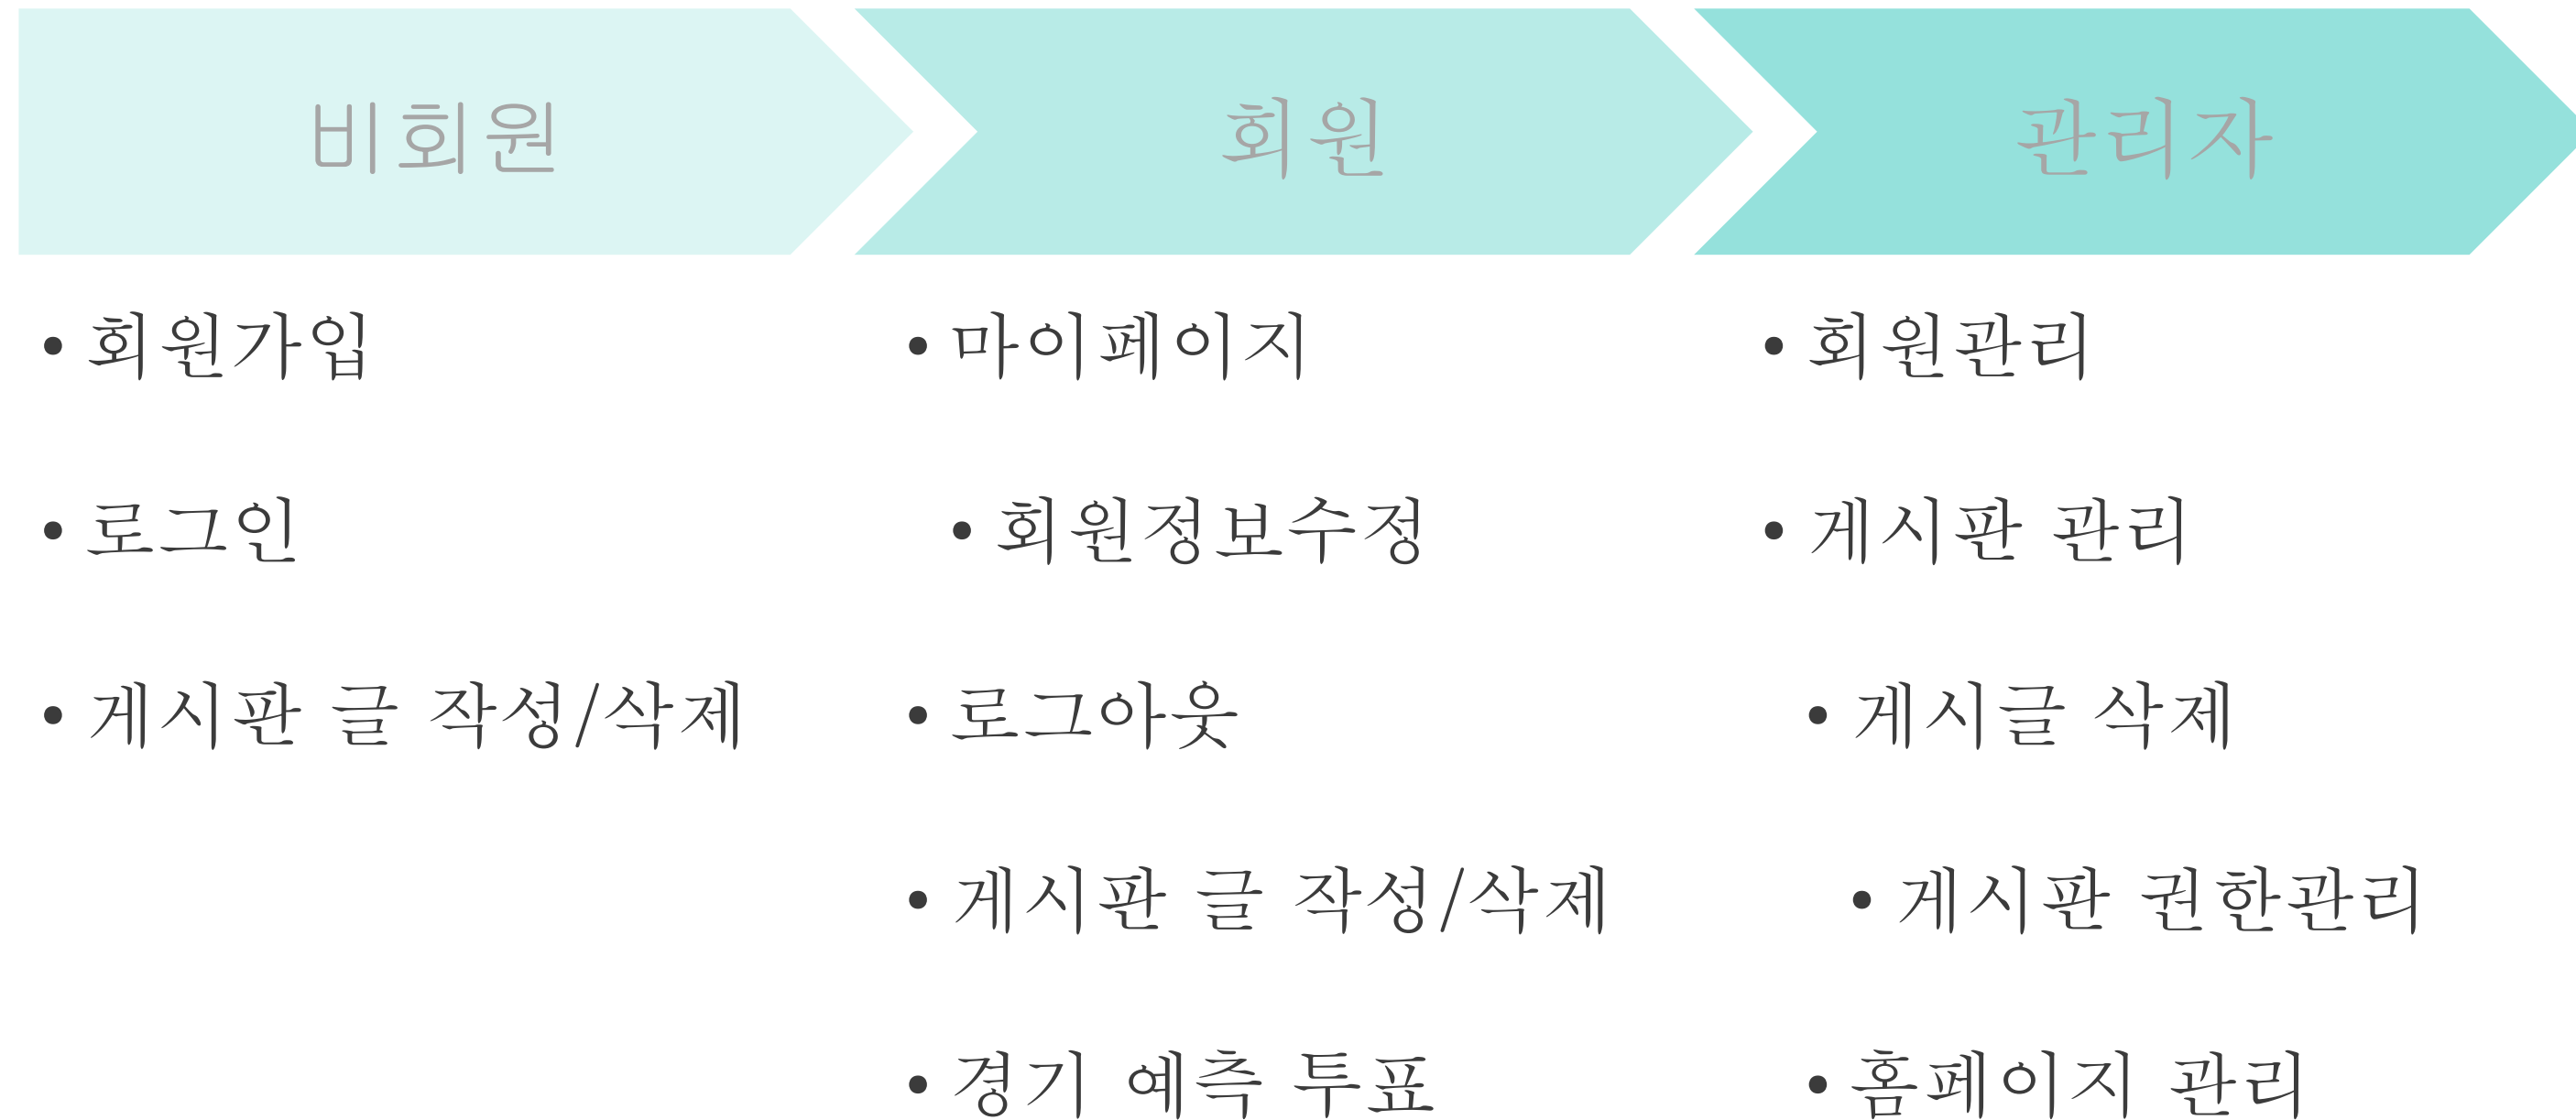 비회원
회원
관리자
• 회원가입
• 로그인
• 게시판 글 작성/삭제
• 마이페이지
• 회원정보수정
• 로그아웃
• 게시판 글 작성/삭제
• 경기 예측 투표
• 회원관리
• 게시판 관리
• 게시글 삭제
• 게시판 권한관리
• 홈페이지 관리